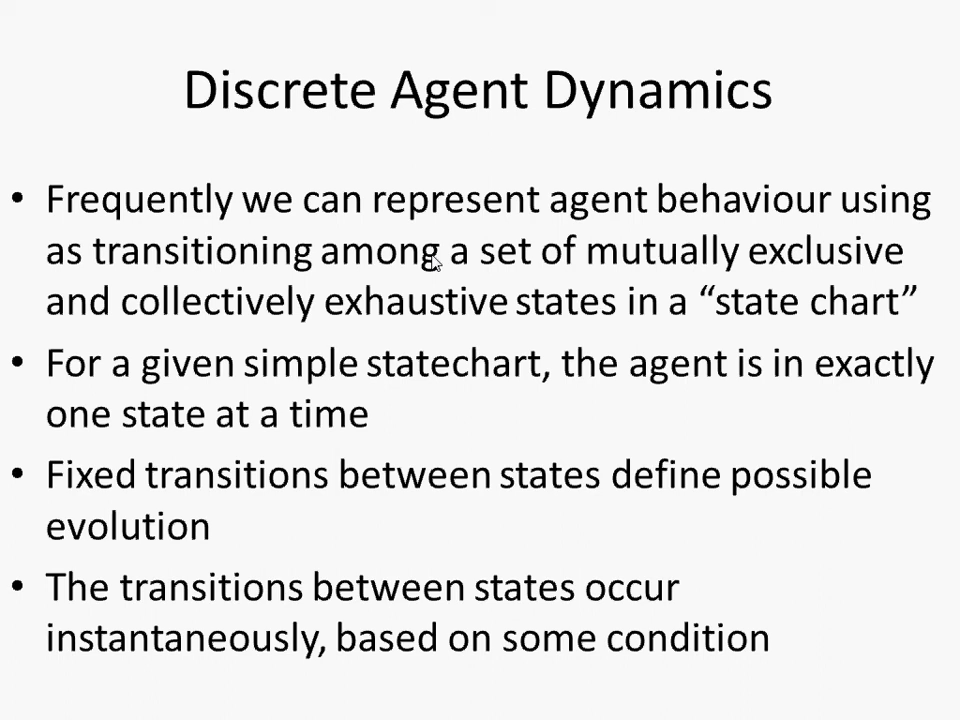 Discrete Agent Dynamics
• Frequently we can represent agent behaviour using
as transitioning among a set of mutually exclusive
and collectively exhaustive states in a “state chart”
• For a given simple statechart, the agent is in exactly
one state at a time
• Fixed transitions between states define possible
evolution
• The transitions between states occur
instantaneously, based on some condition